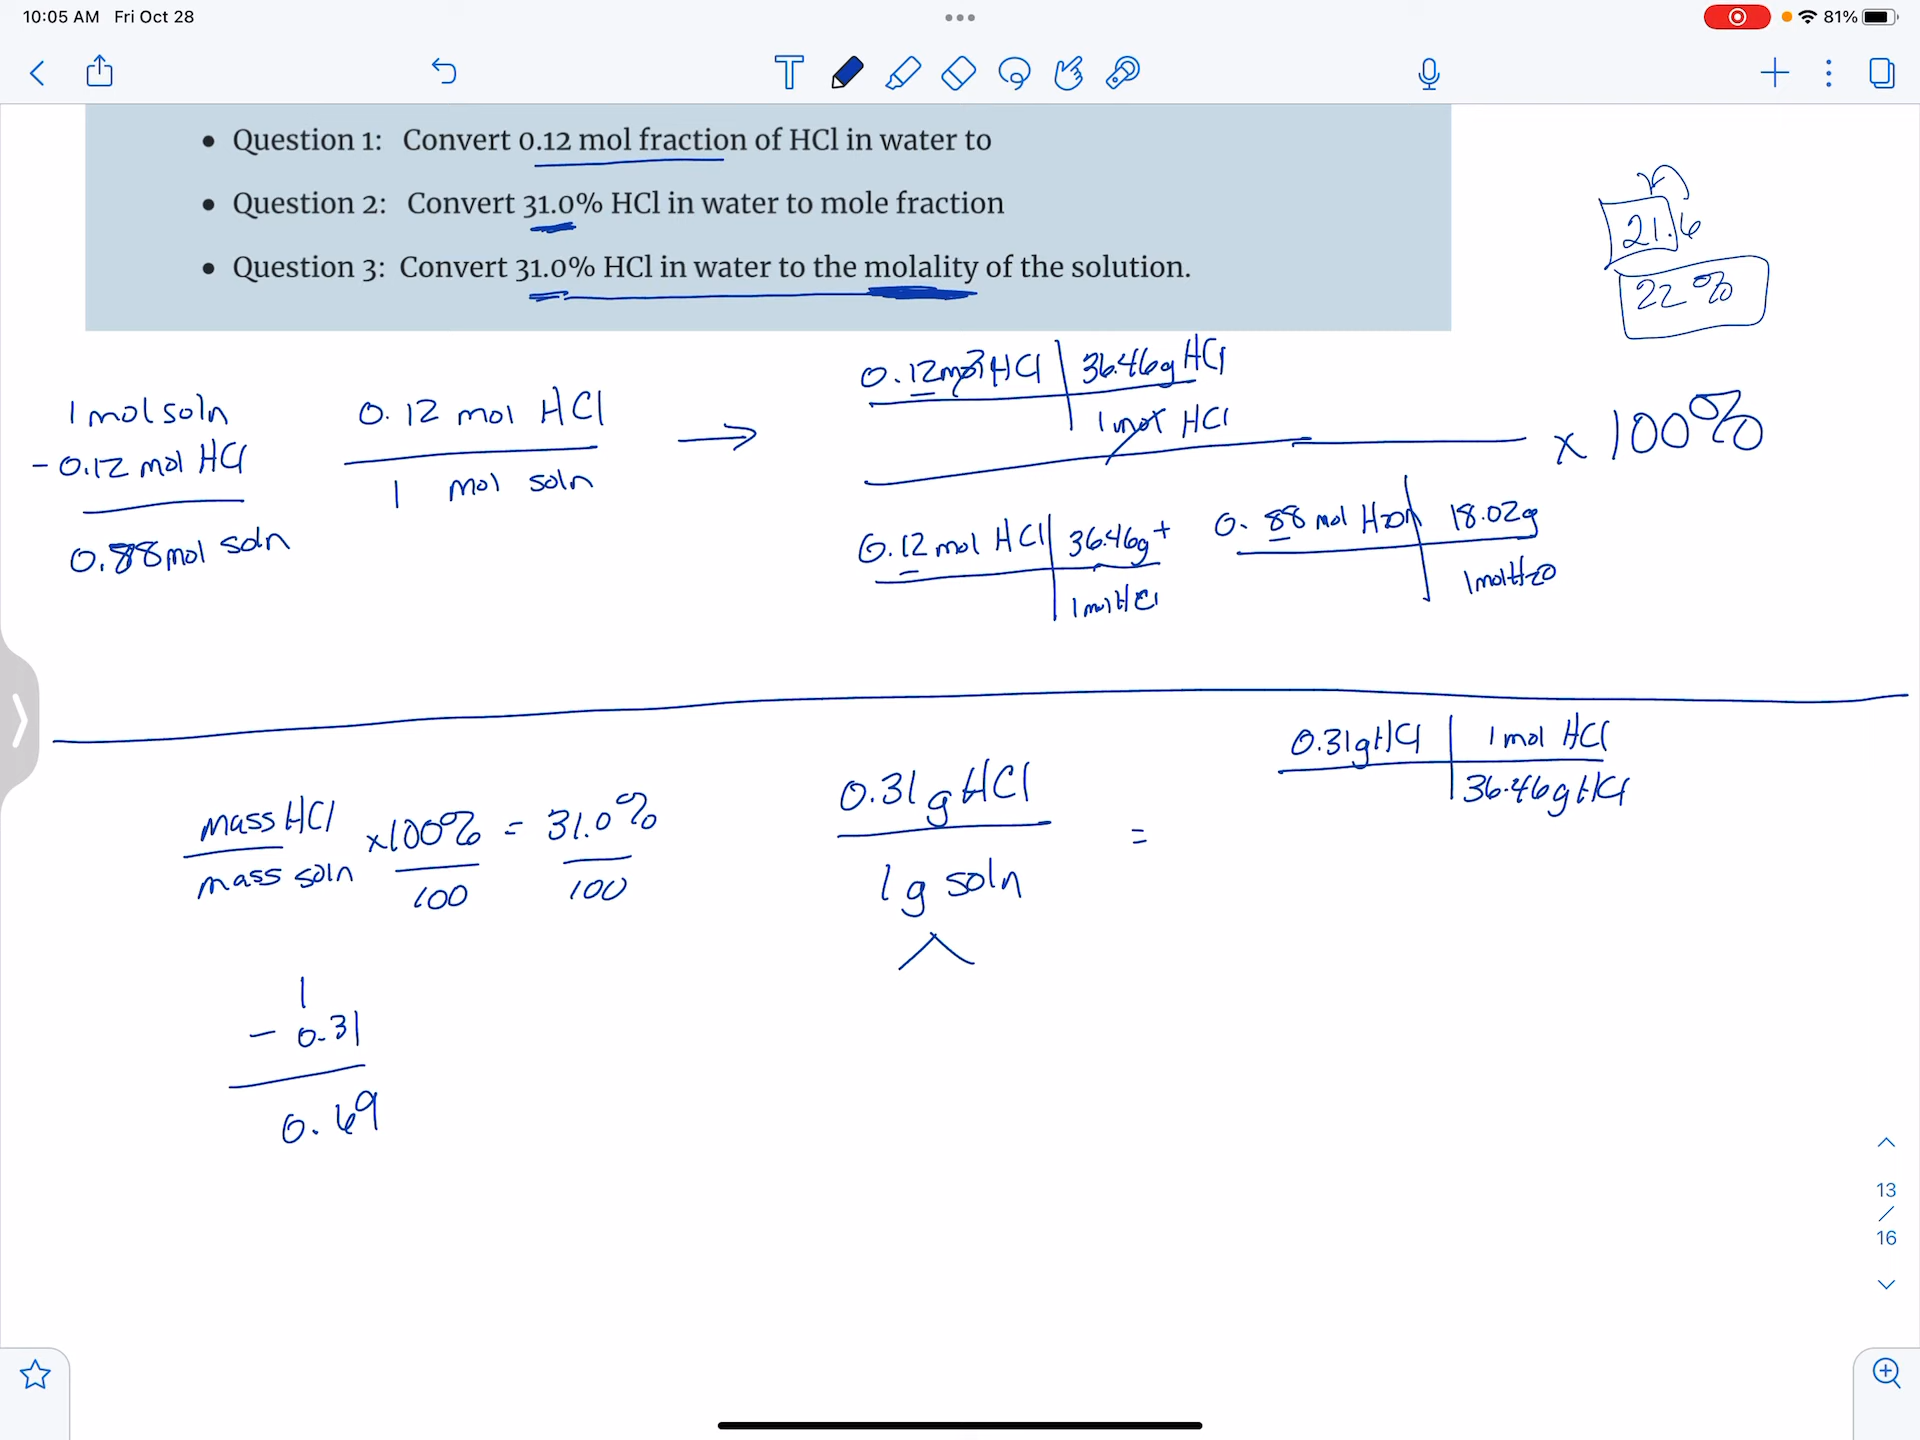 10:05 AM Fri Oct 28
81%
T
• Question 1: Convert 0.12 mol fraction of HCl in water to
• Question 2: Convert 31.0% HCl in water to mole fraction
• Question 3: Convert 31.0% HCl in water to the molality of the solution.
21.6
22%
1 mol soln
- 0.12 mol HCl
0.88 mol soln
0.12 mol HCl
1 mol soln
0.12 mol HCl | 36.46g HCl
1 mol HCl
x 100%
0.12 mol HCl | 36.46g +
1 mol HCl
0.88 mol H2O | 18.02g
1 mol H2O
mass HCl
mass soln
x100%
100
= 31.0%
100
0.31g HCl
1g soln
=
0.31g HCl | 1 mol HCl
36.46g HCl
1
- 0.31
0.69
13
/
16